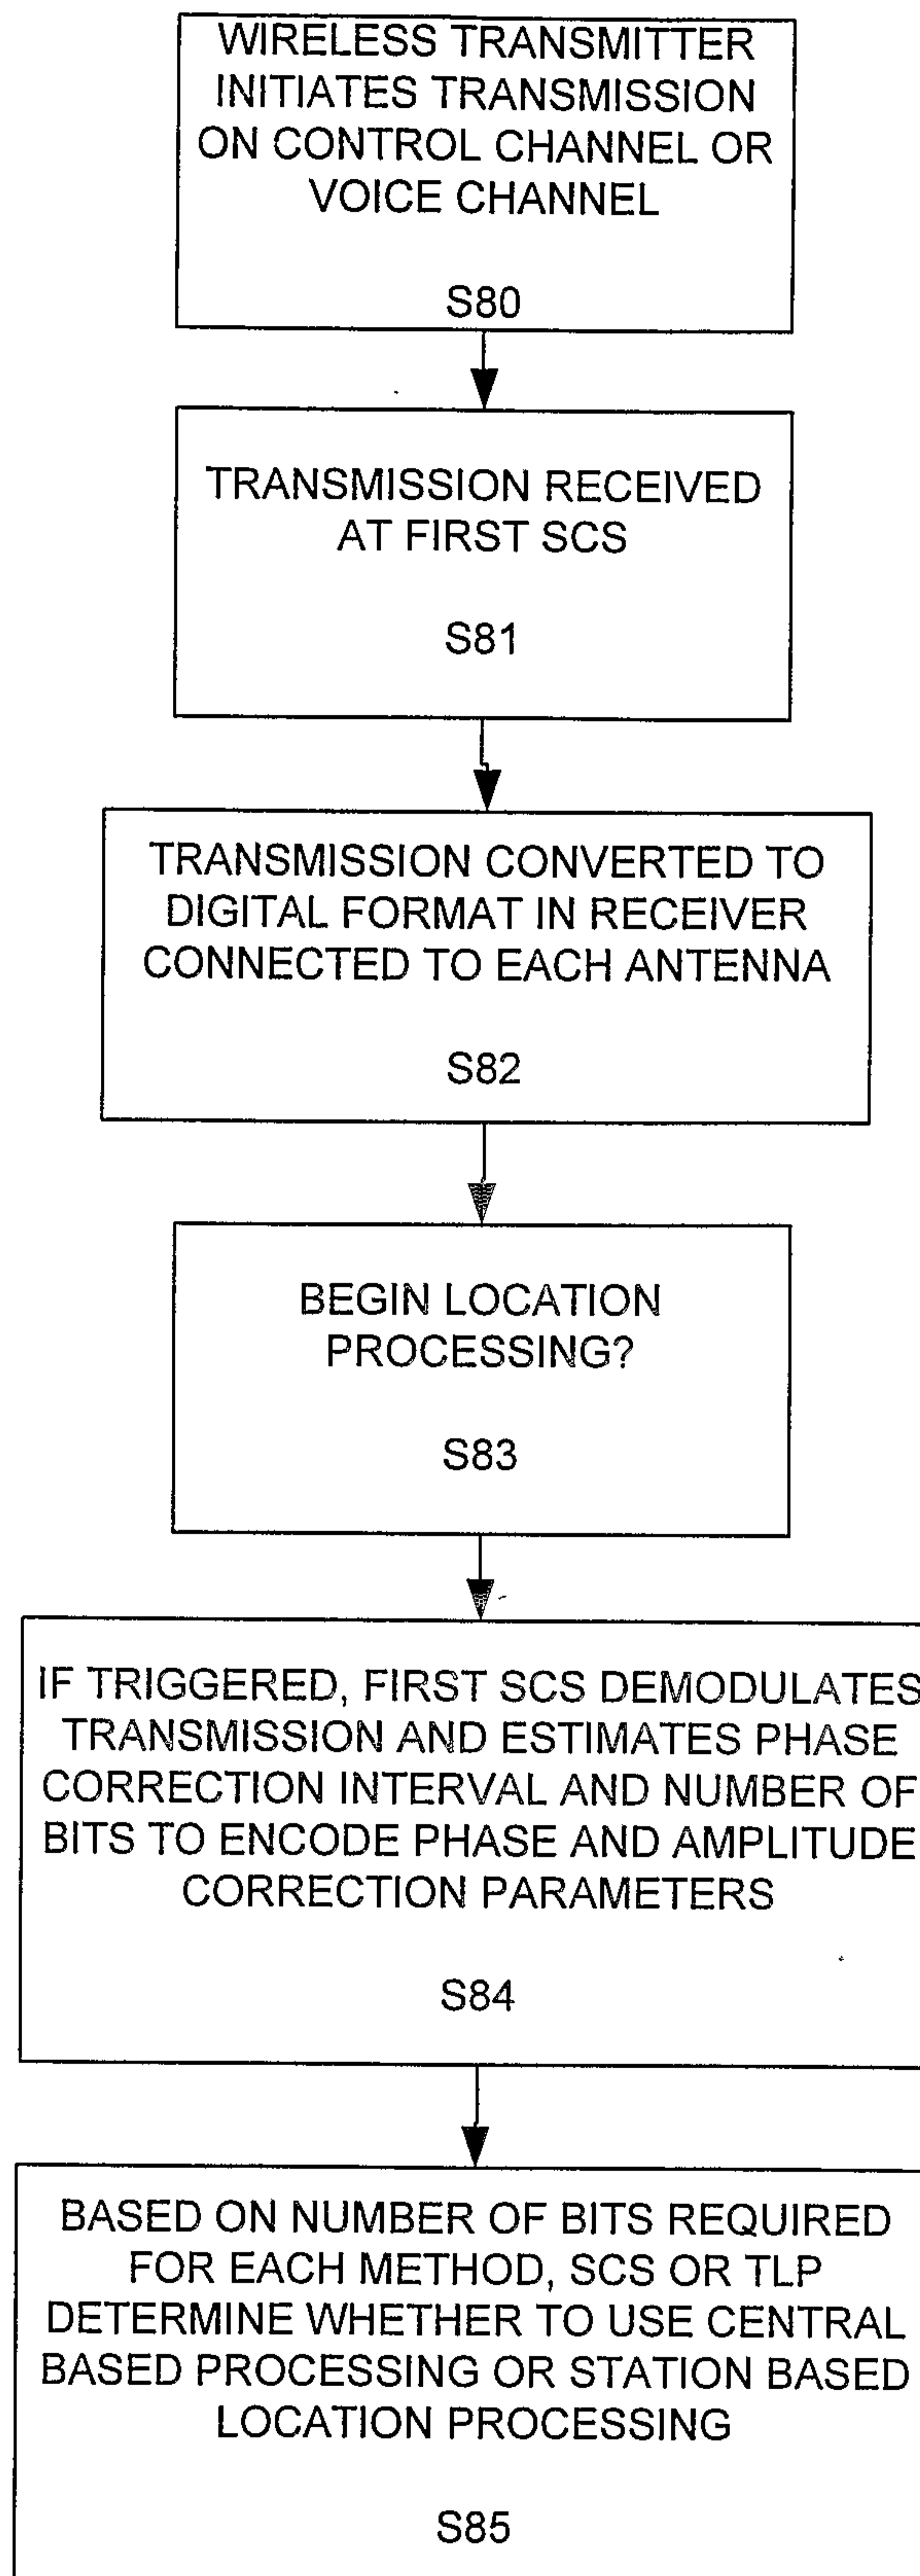 WIRELESS TRANSMITTER
INITIATES TRANSMISSION
ON CONTROL CHANNEL OR
VOICE CHANNEL
S80
TRANSMISSION RECEIVED
AT FIRST SCS
S81
TRANSMISSION CONVERTED TO
DIGITAL FORMAT IN RECEIVER
CONNECTED TO EACH ANTENNA
S82
BEGIN LOCATION
PROCESSING?
S83
IF TRIGGERED, FIRST SCS DEMODULATES
TRANSMISSION AND ESTIMATES PHASE
CORRECTION INTERVAL AND NUMBER OF
BITS TO ENCODE PHASE AND AMPLITUDE
CORRECTION PARAMETERS
S84
BASED ON NUMBER OF BITS REQUIRED
FOR EACH METHOD, SCS OR TLP
DETERMINE WHETHER TO USE CENTRAL
BASED PROCESSING OR STATION BASED
LOCATION PROCESSING
S85